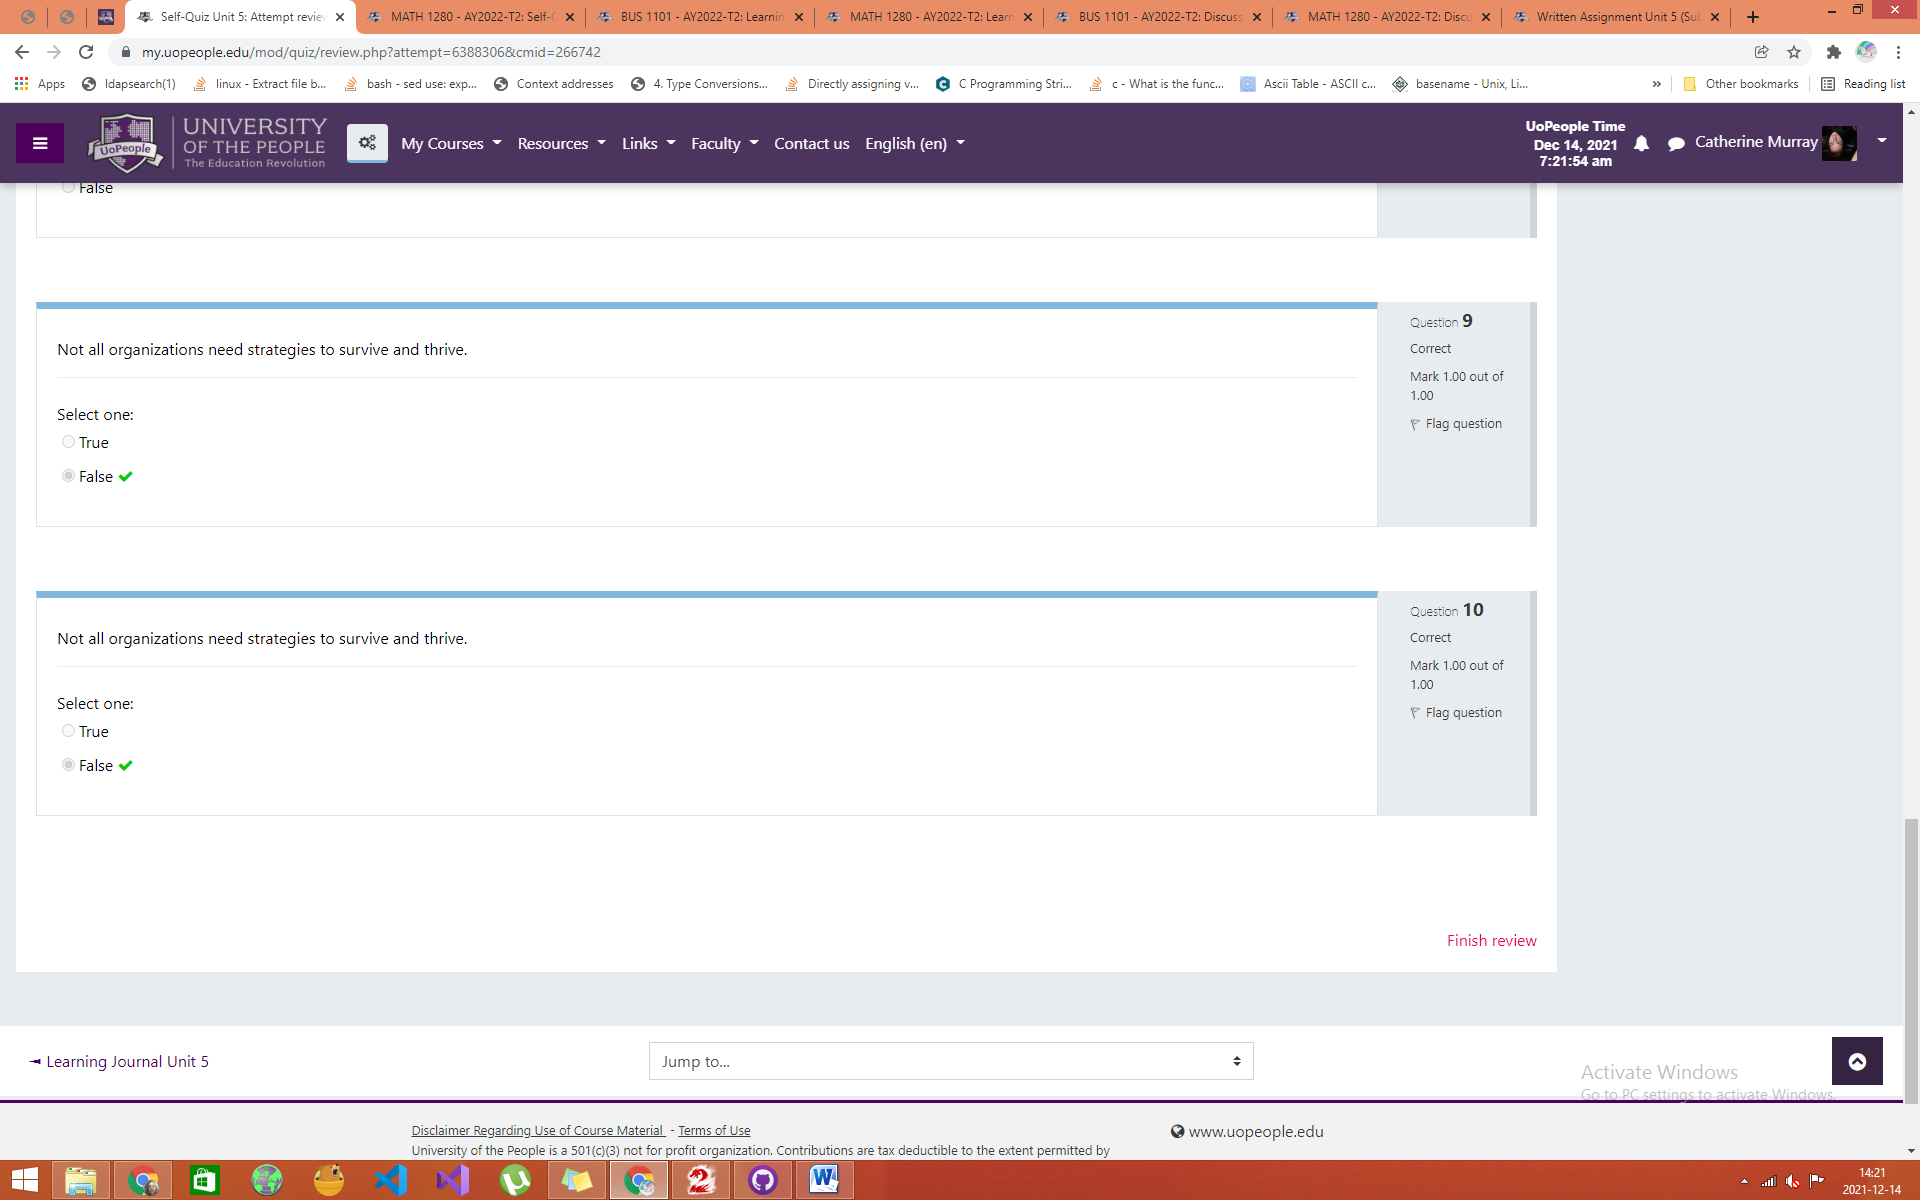 Self-Quiz Unit 5: Attempt review
MATH 1280 - AY2022-T2: Self-Q
BUS 1101 - AY2022-T2: Learnin
MATH 1280 - AY2022-T2: Learn
BUS 1101 - AY2022-T2: Discuss
MATH 1280 - AY2022-T2: Discu
Written Assignment Unit 5 (Sub
my.uopeople.edu/mod/quiz/review.php?attempt=6388306&cmid=266742
Apps
ldapsearch(1)
linux - Extract file b...
bash - sed use: exp...
Context addresses
4. Type Conversions...
Directly assigning v...
C Programming Stri...
c - What is the func...
Ascii Table - ASCII c...
basename - Unix, Li...
Other bookmarks
Reading list
UoPeople
UNIVERSITY
OF THE PEOPLE
The Education Revolution
My Courses
Resources
Links
Faculty
Contact us
English (en)
UoPeople Time
Dec 14, 2021
7:21:54 am
Catherine Murray
False
Not all organizations need strategies to survive and thrive.
Select one:
True
False
Question 9
Correct
Mark 1.00 out of
1.00
Flag question
Not all organizations need strategies to survive and thrive.
Select one:
True
False
Question 10
Correct
Mark 1.00 out of
1.00
Flag question
Finish review
Learning Journal Unit 5
Jump to...
Activate Windows
Go to PC settings to activate Windows.
Disclaimer Regarding Use of Course Material - Terms of Use
University of the People is a 501(c)(3) not for profit organization. Contributions are tax deductible to the extent permitted by
www.uopeople.edu
14:21
2021-12-14